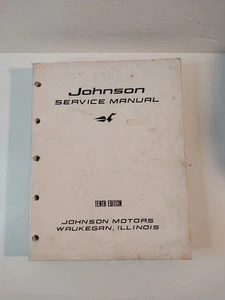 Johnson
SERVICE MANUAL
TENTH EDITION
JOHNSON MOTORS
WAUKEGAN, ILLINOIS